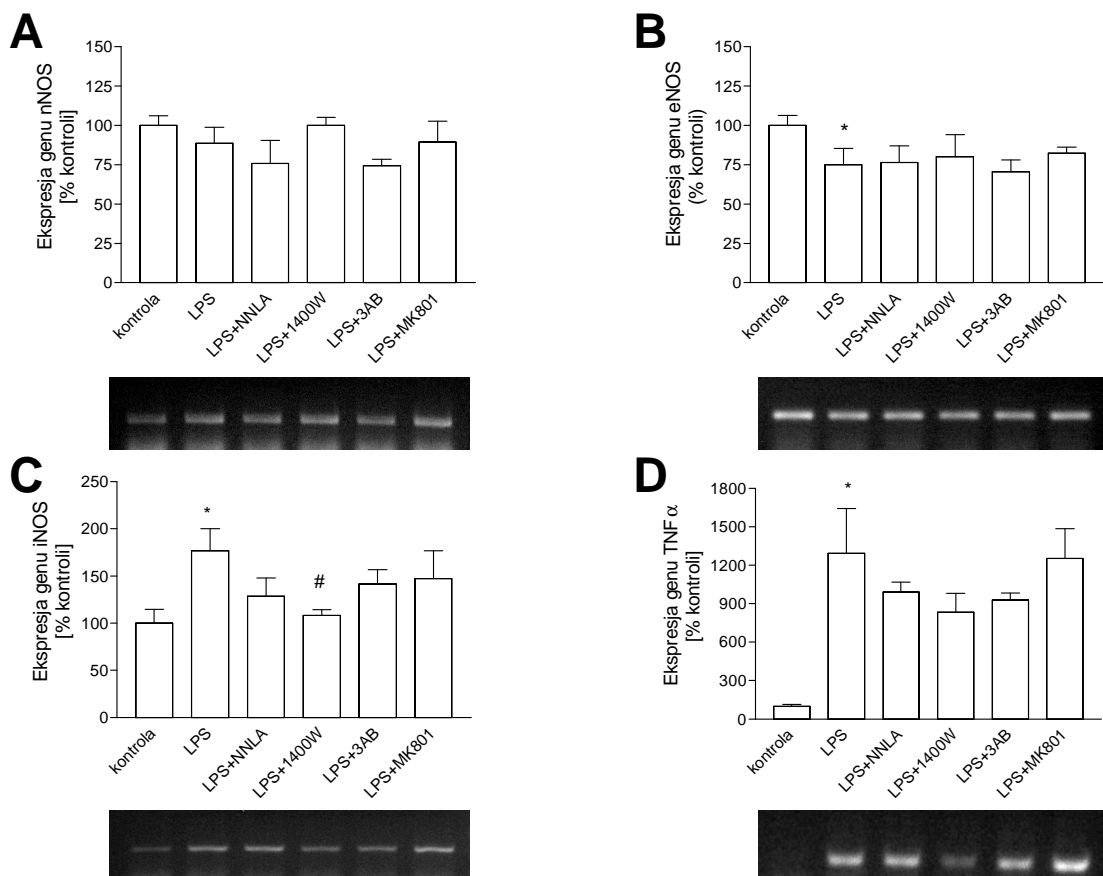 A
Ekspresja genu nNOS
[% kontroli]
150
125
100
75
50
25
0
kontrola
LPS
LPS+NNLA
LPS+1400W
LPS+3AB
LPS+MK801
B
Ekspresja genu eNOS
(% kontroli)
150
125
100
75
50
25
0
*
kontrola
LPS
LPS+NNLA
LPS+1400W
LPS+3AB
LPS+MK801
C
Ekspresja genu iNOS
[% kontroli]
250
200
150
100
50
0
*
#
kontrola
LPS
LPS+NNLA
LPS+1400W
LPS+3AB
LPS+MK801
D
Ekspresja genu TNF α
[% kontroli]
1800
1500
1200
900
600
300
0
*
kontrola
LPS
LPS+NNLA
LPS+1400W
LPS+3AB
LPS+MK801